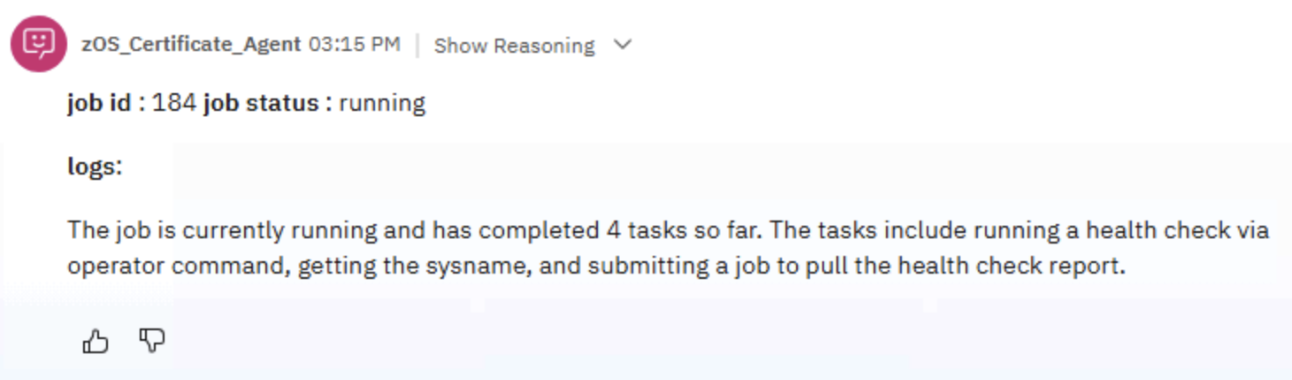 zOS_Certificate_Agent 03:15 PM | Show Reasoning
job id : 184 job status : running
logs:
The job is currently running and has completed 4 tasks so far. The tasks include running a health check via
operator command, getting the sysname, and submitting a job to pull the health check report.